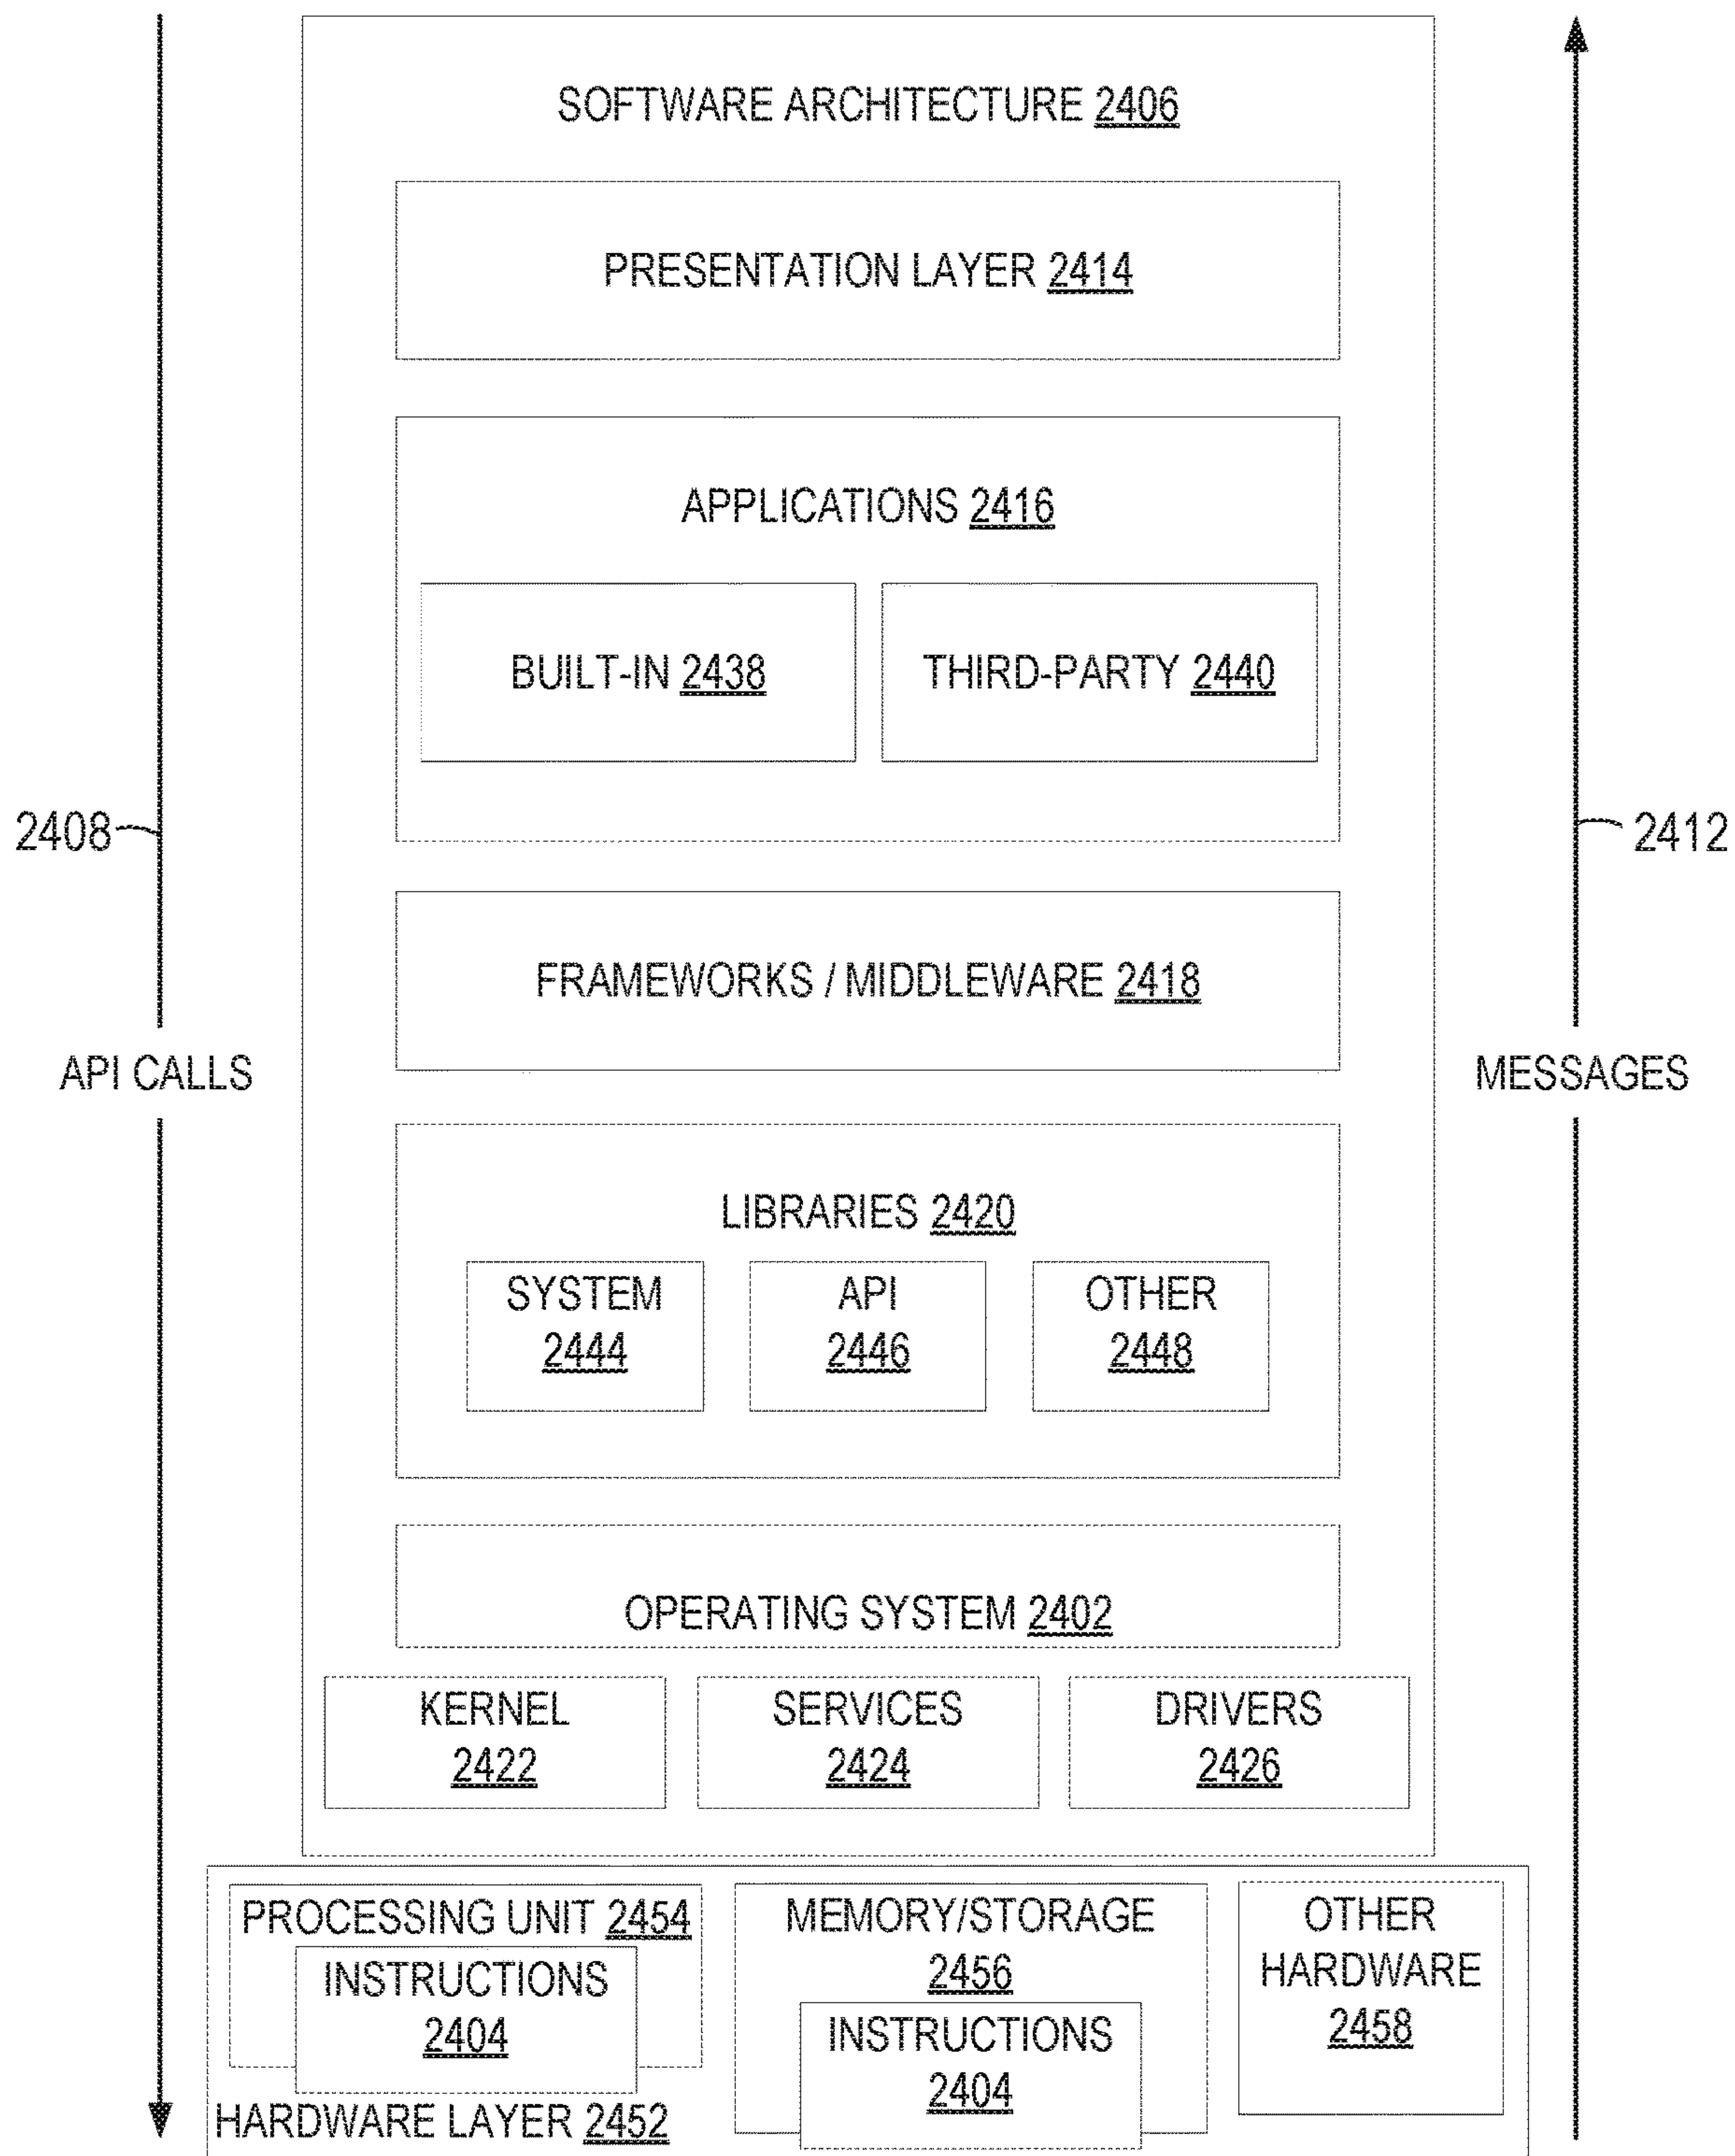 SOFTWARE ARCHITECTURE 2406
PRESENTATION LAYER 2414
APPLICATIONS 2416
BUILT-IN 2438
THIRD-PARTY 2440
2408
2412
FRAMEWORKS / MIDDLEWARE 2418
API CALLS
MESSAGES
LIBRARIES 2420
SYSTEM
2444
API
2446
OTHER
2448
OPERATING SYSTEM 2402
KERNEL
2422
SERVICES
2424
DRIVERS
2426
PROCESSING UNIT 2454
INSTRUCTIONS
2404
MEMORY/STORAGE
2456
INSTRUCTIONS
2404
OTHER
HARDWARE
2458
HARDWARE LAYER 2452